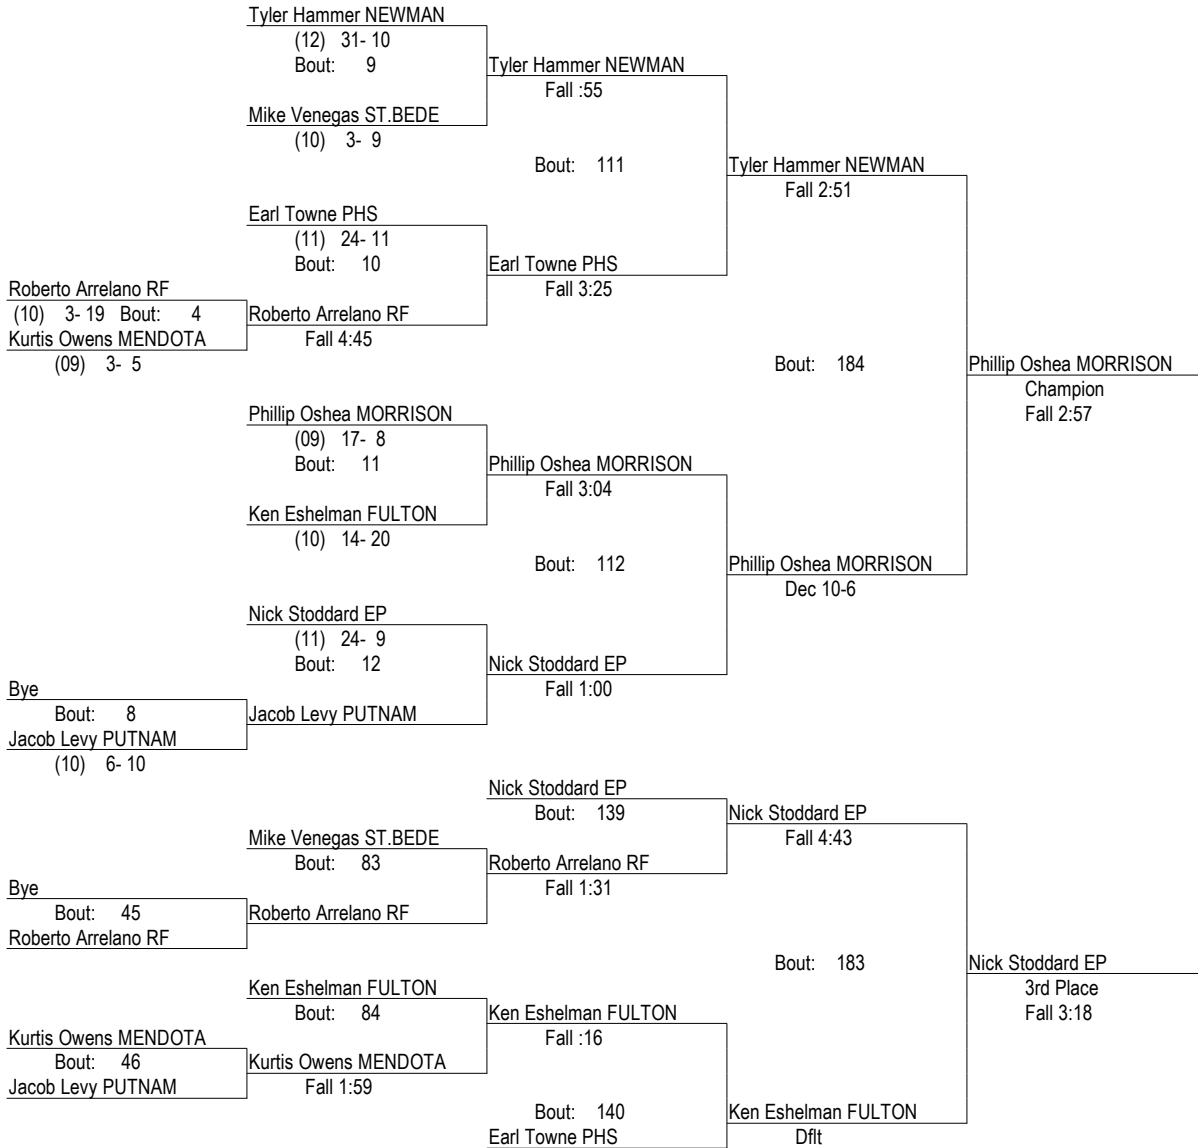 Tyler Hammer NEWMAN
(12) 31- 10
Bout: 9
Tyler Hammer NEWMAN
Fall :55
Mike Venegas ST.BEDE
(10) 3- 9
Bout: 111
Tyler Hammer NEWMAN
Fall 2:51
Earl Towne PHS
(11) 24- 11
Bout: 10
Earl Towne PHS
Fall 3:25
Roberto Arrelano RF
(10) 3- 19 Bout: 4
Roberto Arrelano RF
Fall 4:45
Kurtis Owens MENDOTA
(09) 3- 5
Bout: 184
Phillip Oshea MORRISON
Champion
Fall 2:57
Phillip Oshea MORRISON
(09) 17- 8
Bout: 11
Phillip Oshea MORRISON
Fall 3:04
Ken Eshelman FULTON
(10) 14- 20
Bout: 112
Phillip Oshea MORRISON
Dec 10-6
Nick Stoddard EP
(11) 24- 9
Bout: 12
Nick Stoddard EP
Fall 1:00
Bye
Bout: 8
Jacob Levy PUTNAM
Jacob Levy PUTNAM
(10) 6- 10
Nick Stoddard EP
Bout: 139
Nick Stoddard EP
Fall 4:43
Mike Venegas ST.BEDE
Bout: 83
Roberto Arrelano RF
Fall 1:31
Bye
Bout: 45
Roberto Arrelano RF
Roberto Arrelano RF
Bout: 183
Nick Stoddard EP
3rd Place
Fall 3:18
Ken Eshelman FULTON
Bout: 84
Ken Eshelman FULTON
Fall :16
Kurtis Owens MENDOTA
Bout: 46
Kurtis Owens MENDOTA
Fall 1:59
Jacob Levy PUTNAM
Bout: 140
Ken Eshelman FULTON
Dflt
Earl Towne PHS